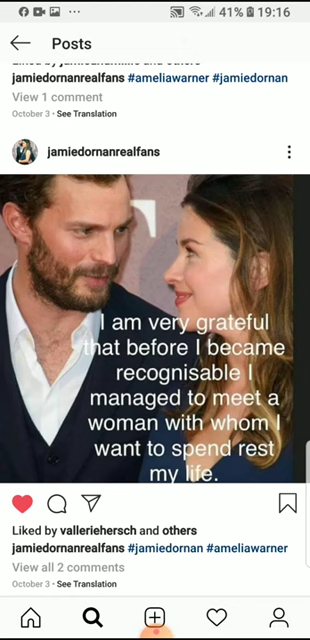 41% 19:16
Posts
jamiedornanrealfans #ameliawarner #jamiedornan
View 1 comment
October 3 • See Translation
jamiedornanrealfans
I am very grateful
that before I became
recognisable I
managed to meet a
woman with whom I
want to spend rest
my life.
Liked by valleriehersch and others
jamiedornanrealfans #jamiedornan #ameliawarner
View all 2 comments
October 3 • See Translation